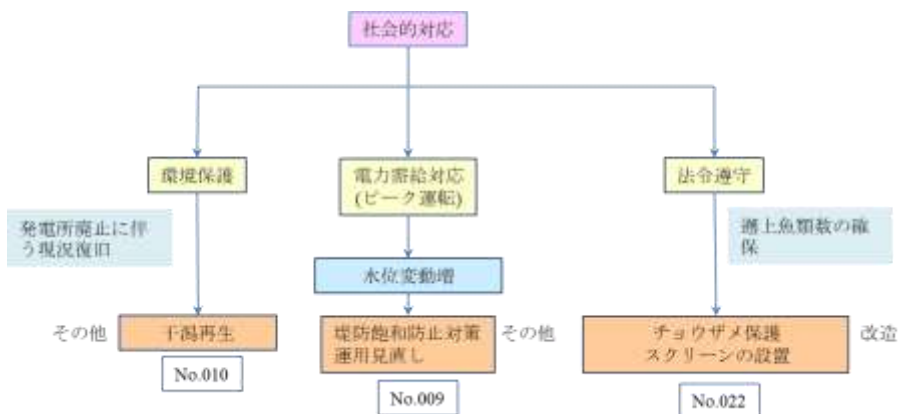 社会的対応
環境保護
電力需給対応
(ピーク運転)
法令遵守
発電所廃止に伴
う現況復旧
遡上魚類数の確
保
水位変動増
その他
干潟再生
堤防飽和防止対策
運用見直し
その他
チョウザメ保護
スクリーンの設置
改造
No.010
No.009
No.022